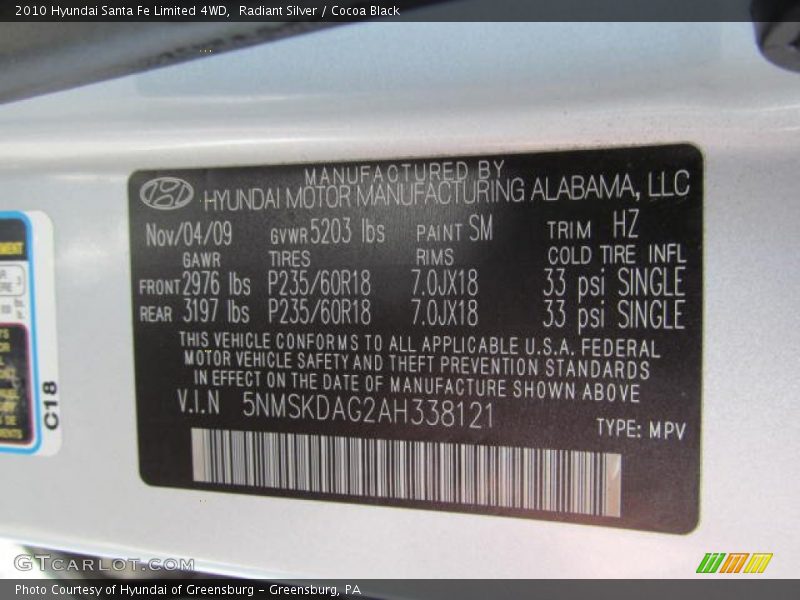 2010 Hyundai Santa Fe Limited 4WD,  Radiant Silver / Cocoa Black
MANUFACTURED BY
HYUNDAI MOTOR MANUFACTURING ALABAMA, LLC
Nov/04/09 GVWR 5203 lbs PAINT SM TRIM HZ
GAWR TIRES RIMS COLD TIRE INFL
FRONT 2976 lbs P235/60R18 7.0JX18 33 psi SINGLE
REAR 3197 lbs P235/60R18 7.0JX18 33 psi SINGLE
THIS VEHICLE CONFORMS TO ALL APPLICABLE U.S.A. FEDERAL
MOTOR VEHICLE SAFETY AND THEFT PREVENTION STANDARDS
IN EFFECT ON THE DATE OF MANUFACTURE SHOWN ABOVE
V.I.N 5NMSKDAG2AH338121
TYPE: MPV
C18
GTCarLot.com
Photo Courtesy of Hyundai of Greensburg - Greensburg, PA